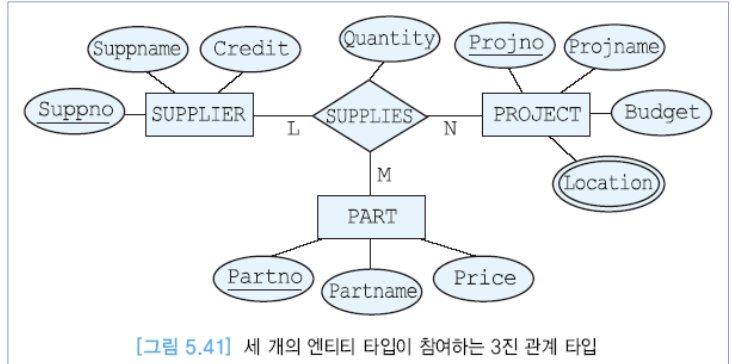 Suppname
Credit
Quantity
Projno
Projname
Suppno
SUPPLIER
SUPPLIES
PROJECT
Budget
L
N
M
Location
PART
Partno
Partname
Price
[그림 5.41] 세 개의 엔티티 타입이 참여하는 3진 관계 타입